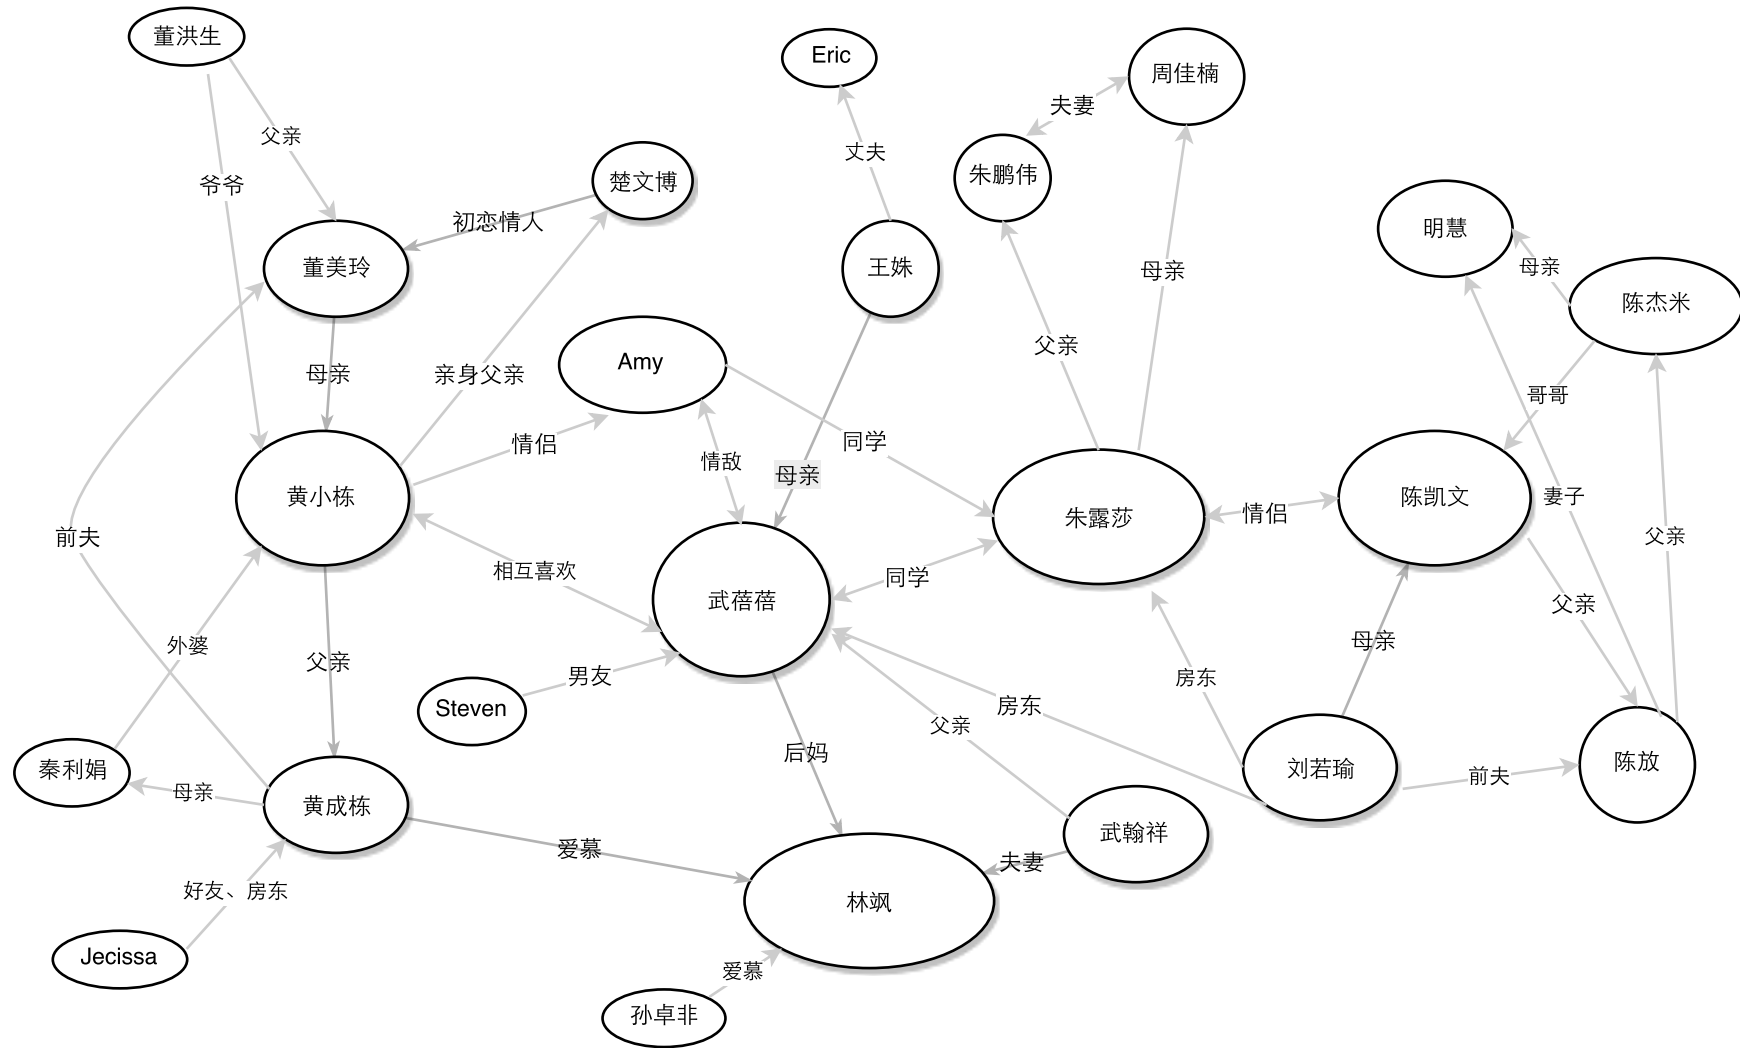 董洪生
Eric
周佳楠
夫妻
父亲
丈夫
朱鹏伟
爷爷
楚文博
初恋情人
明慧
母亲
母亲
董美玲
王姝
陈杰米
父亲
Amy
母亲
亲身父亲
哥哥
情侣
同学
情敌
母亲
黄小栋
朱露莎
情侣
陈凯文
妻子
前夫
父亲
相互喜欢
同学
武蓓蓓
父亲
外婆
父亲
母亲
男友
房东
Steven
房东
父亲
后妈
秦利娟
母亲
黄成栋
刘若瑜
前夫
陈放
武翰祥
爱慕
夫妻
好友、房东
林飒
Jecissa
爱慕
孙卓非